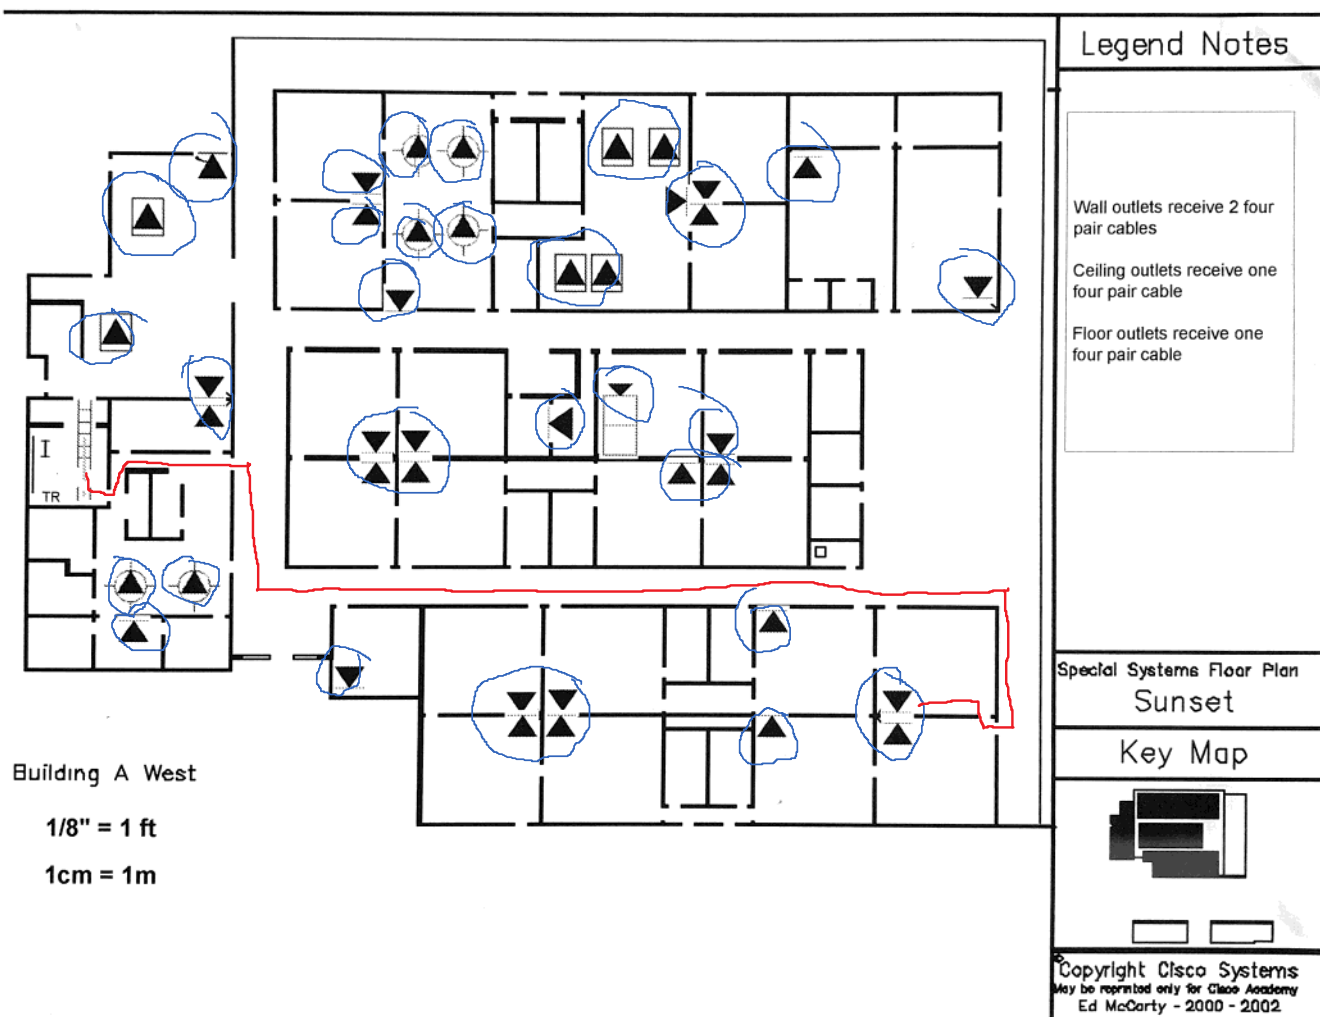 Legend Notes
Wall outlets receive 2 four
pair cables
Ceiling outlets receive one
four pair cable
Floor outlets receive one
four pair cable
I
TR
Special Systems Floor Plan
Sunset
Key Map
Building A West
1/8" = 1 ft
1cm = 1m
Copyright Cisco Systems
May be reprinted only for Cisco Academy
Ed McCarty - 2000 - 2002